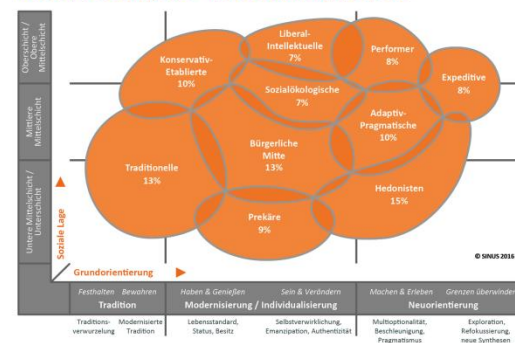 Oberschicht /
Obere
Mittelschicht
Mittlere
Mittelschicht
Untere Mittelschicht /
Unterschicht
Soziale Lage
Konservativ-
Etablierte
10%
Liberal-
Intellektuelle
7%
Performer
8%
Expeditive
8%
Sozialökologische
7%
Adaptiv-
Pragmatische
10%
Traditionelle
13%
Bürgerliche
Mitte
13%
Hedonisten
15%
Prekäre
9%
© SINUS 2016
Grundorientierung
Festhalten Bewahren
Tradition
Haben & Genießen Sein & Verändern
Modernisierung / Individualisierung
Machen & Erleben Grenzen überwinden
Neuorientierung
Traditions-
verwurzelung
Modernisierte
Tradition
Lebensstandard,
Status, Besitz
Selbstverwirklichung,
Emanzipation, Authentizität
Multioptionalität,
Beschleunigung,
Pragmatismus
Exploration,
Refokussierung,
neue Synthesen